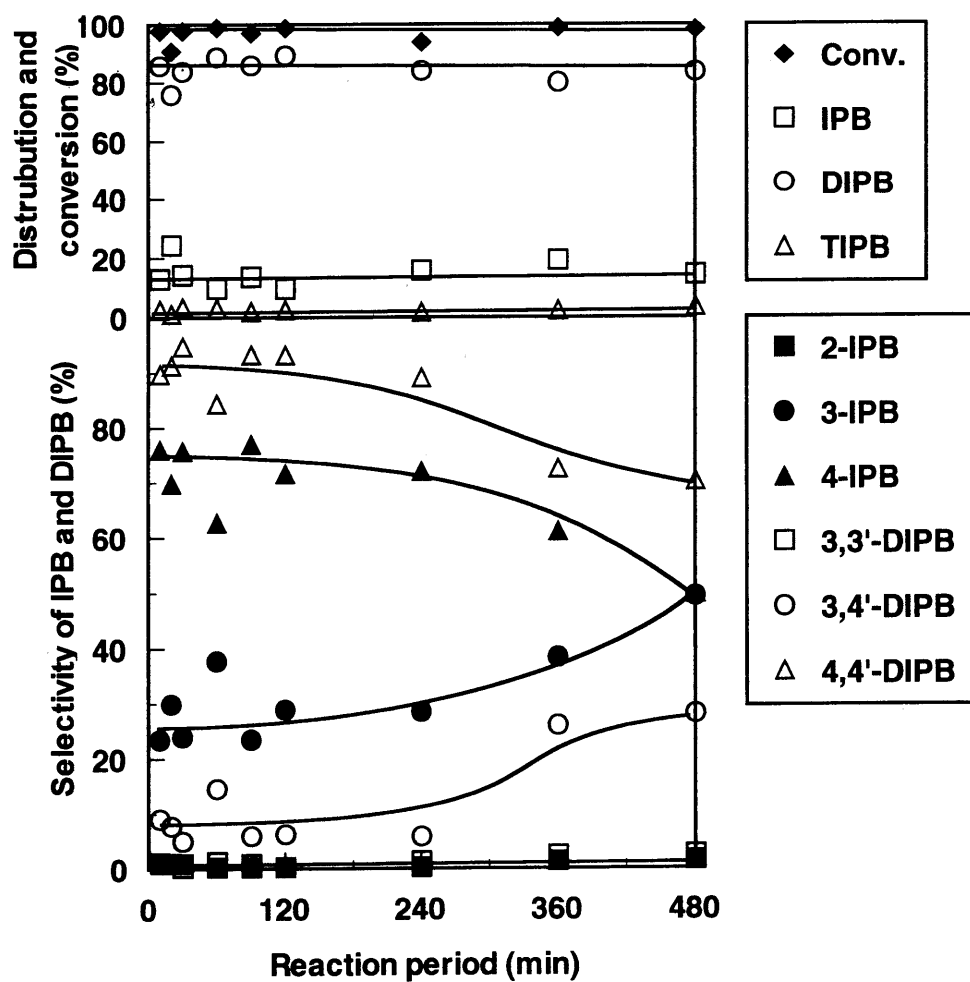 Distrubution and
conversion (%)
100
80
60
40
20
0
Conv.
IPB
DIPB
TIPB
Selectivity of IPB and DIPB (%)
80
60
40
20
0
2-IPB
3-IPB
4-IPB
3,3'-DIPB
3,4'-DIPB
4,4'-DIPB
0 120 240 360 480
Reaction period (min)